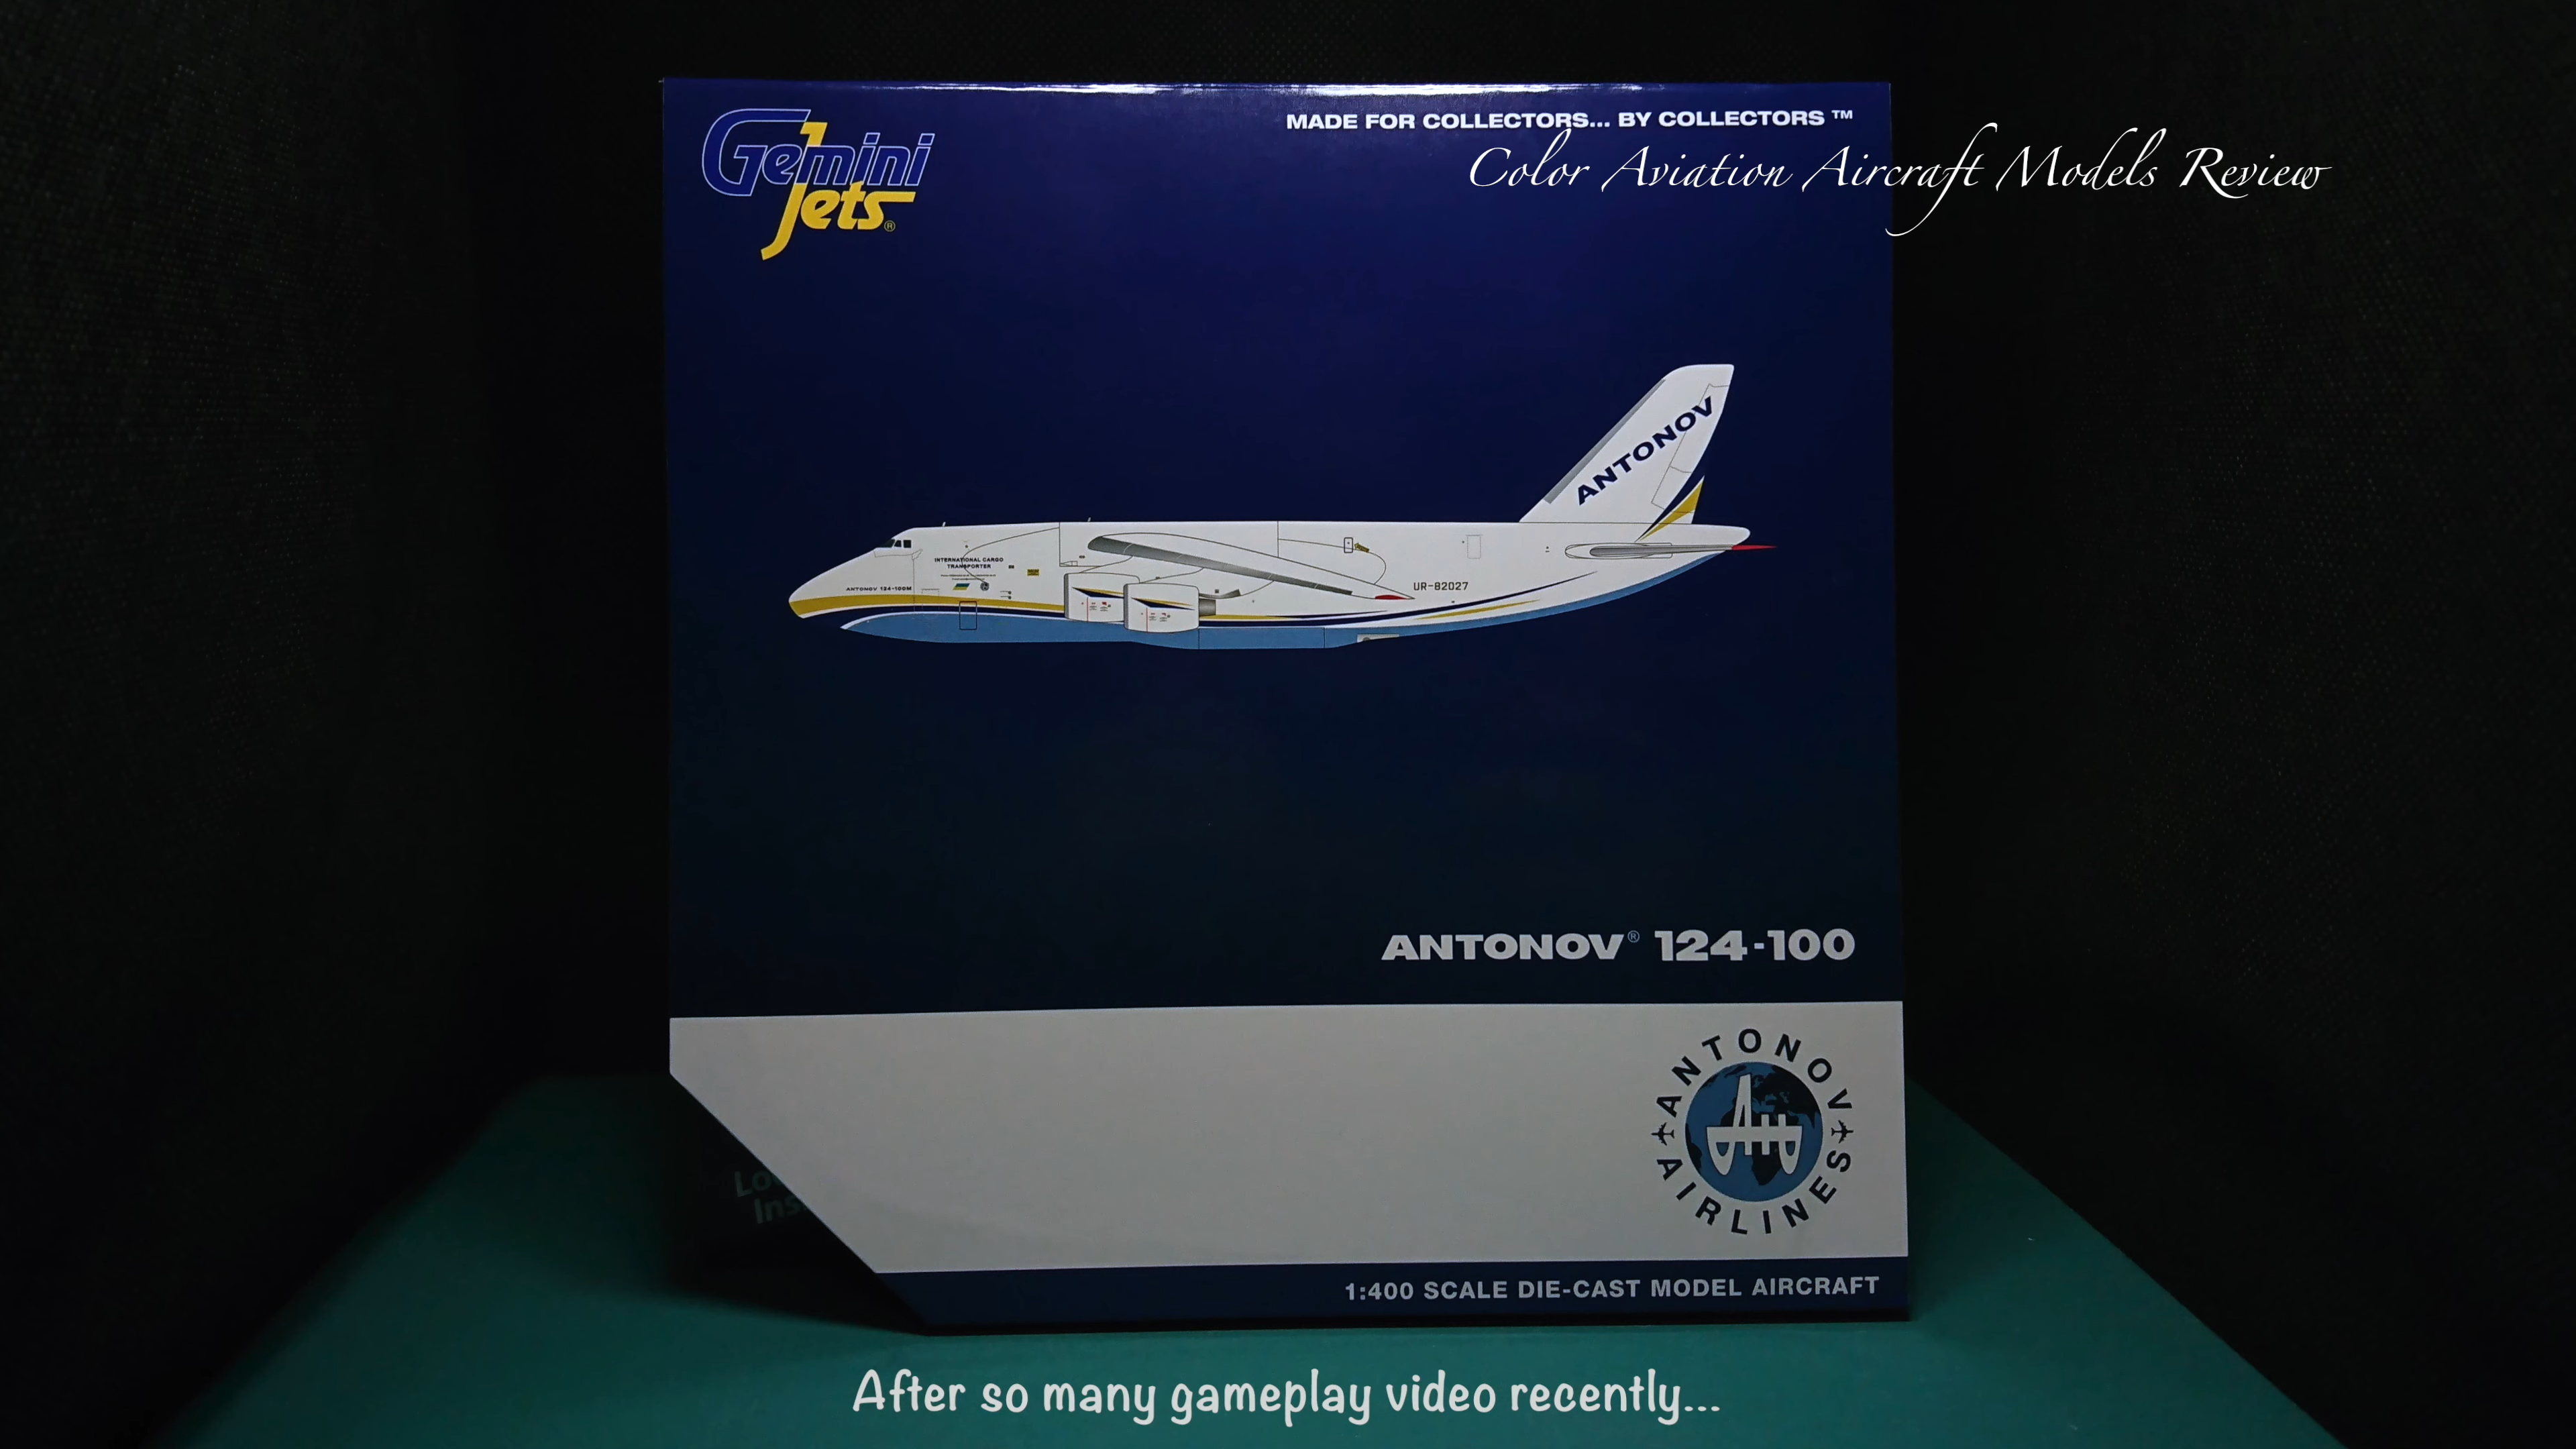 Gemini
Jets®
MADE FOR COLLECTORS... BY COLLECTORS ™
Color Aviation Aircraft Models Review
ANTONOV
INTERNATIONAL CARGO
TRANSPORTER
ANTONOV 124-100M
UR-82027
ANTONOV® 124-100
ANTONOV
AIRLINES
1:400 SCALE DIE-CAST MODEL AIRCRAFT
After so many gameplay video recently...